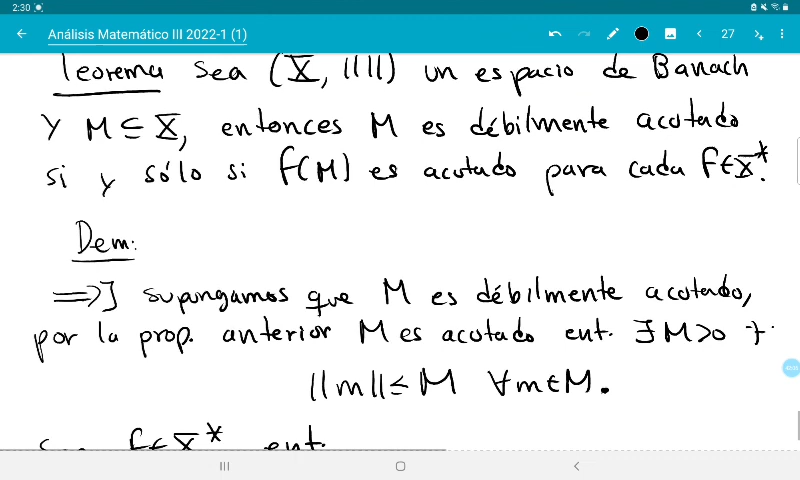 2:30
Análisis Matemático III 2022-1 (1)
27
Teorema Sea (X, ||||) un espacio de Banach
Y M ⊆ X, entonces M es débilmente acotado
si y sólo si f(M) es acotado para cada f∈X*.
Dem:
=>] supongamos que M es débilmente acotado,
por la prop. anterior M es acotado ent. ∃M>0 +.
||m|| ≤ M ∀m∈M.
f∈X* ent.